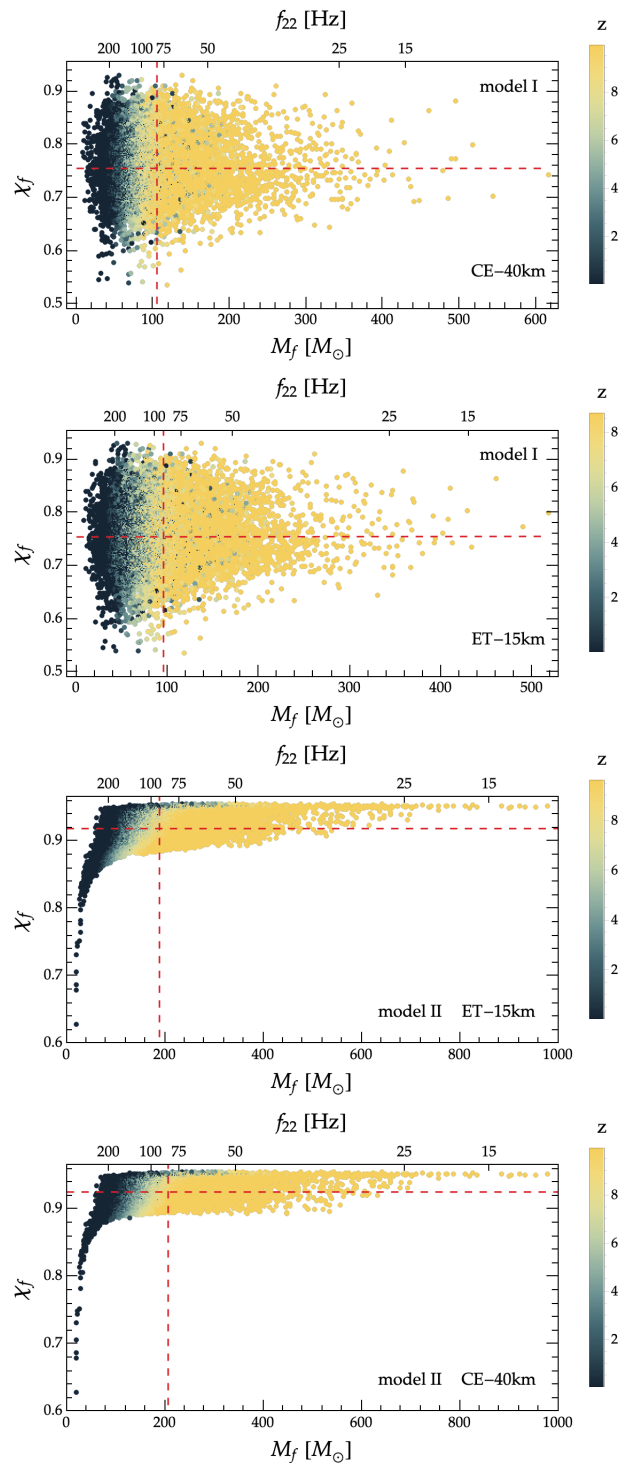 f₂₂ [Hz]
200 100 75 50 25 15
z
model I
0.9
0.8
0.7
0.6
0.5
χf
CE−40km
8
6
4
2
0 100 200 300 400 500 600
Mf [M⊙]
f₂₂ [Hz]
200 100 75 50 25 15
z
model I
0.9
0.8
0.7
0.6
0.5
χf
ET−15km
8
6
4
2
0 100 200 300 400 500
Mf [M⊙]
f₂₂ [Hz]
200 100 75 50 25 15
z
0.9
0.8
0.7
0.6
χf
model II ET−15km
8
6
4
2
0 200 400 600 800 1000
Mf [M⊙]
f₂₂ [Hz]
200 100 75 50 25 15
z
0.9
0.8
0.7
0.6
χf
model II CE−40km
8
6
4
2
0 200 400 600 800 1000
Mf [M⊙]